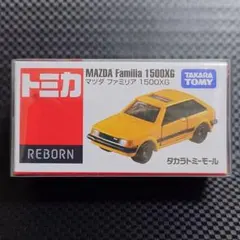 トミカ
MAZDA Familia 1500XG
マツダ ファミリア 1500XG
TAKARA TOMY
REBORN
タカラトミーモール